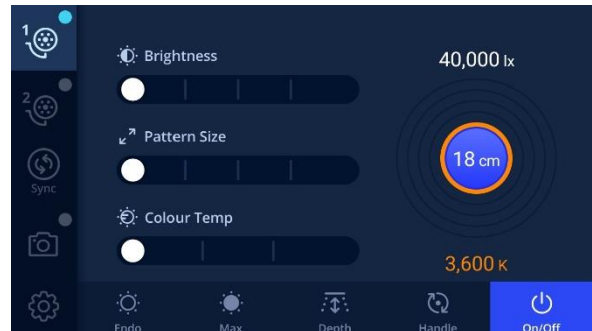 1
2
Sync
Brightness
Pattern Size
Colour Temp
40,000 lx
18 cm
3,600 K
Endo
Max
Depth
Handle
On/Off